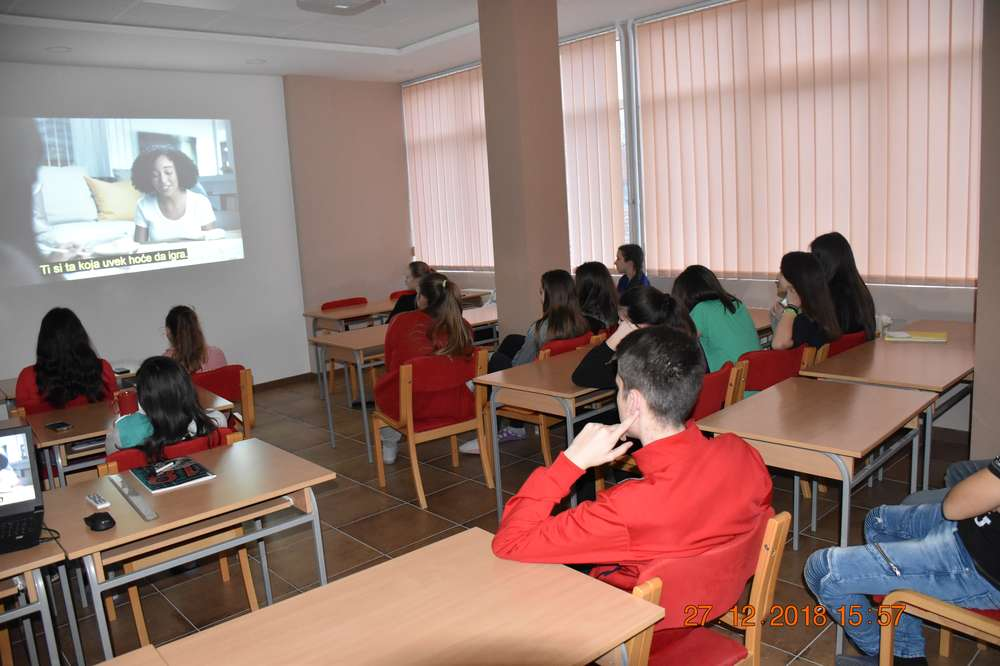 Ti si ta koja uvek hoće da igra.
27 12 2018 15:57